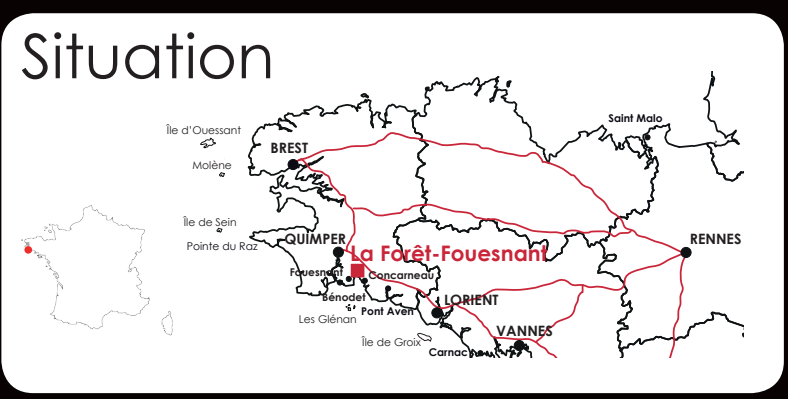 Situation
Saint Malo
Île d'Ouessant
BREST
Molène
Île de Sein
Pointe du Raz
QUIMPER
RENNES
La Forêt-Fouesnant
Fouesnant
Concarneau
Bénodet
LORIENT
Pont Aven
Les Glénan
VANNES
Île de Groix
Carnac